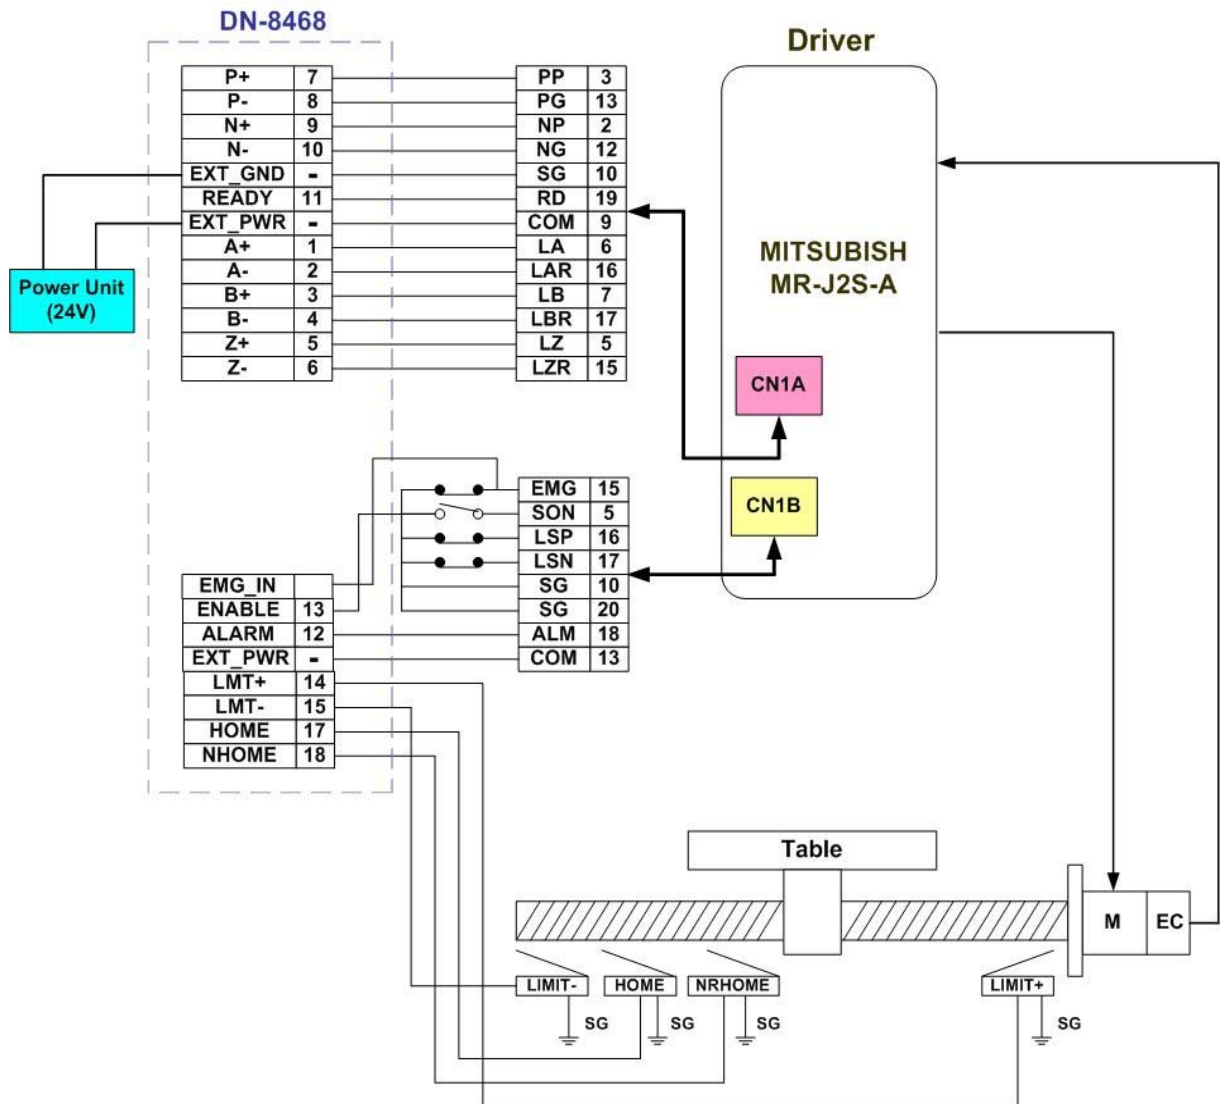 DN-8468
Driver
P+ 7 PP 3
P- 8 PG 13
N+ 9 NP 2
N- 10 NG 12
EXT_GND - SG 10
READY 11 RD 19
EXT_PWR - COM 9
A+ 1 LA 6
A- 2 LAR 16
B+ 3 LB 7
B- 4 LBR 17
Z+ 5 LZ 5
Z- 6 LZR 15
Power Unit
(24V)
MITSUBISH
MR-J2S-A
CN1A
CN1B
EMG 15
SON 5
LSP 16
LSN 17
EMG_IN SG 10
ENABLE 13 SG 20
ALARM 12 ALM 18
EXT_PWR - COM 13
LMT+ 14
LMT- 15
HOME 17
NHOME 18
Table
M EC
LIMIT- HOME NRHOME LIMIT+
SG SG SG SG